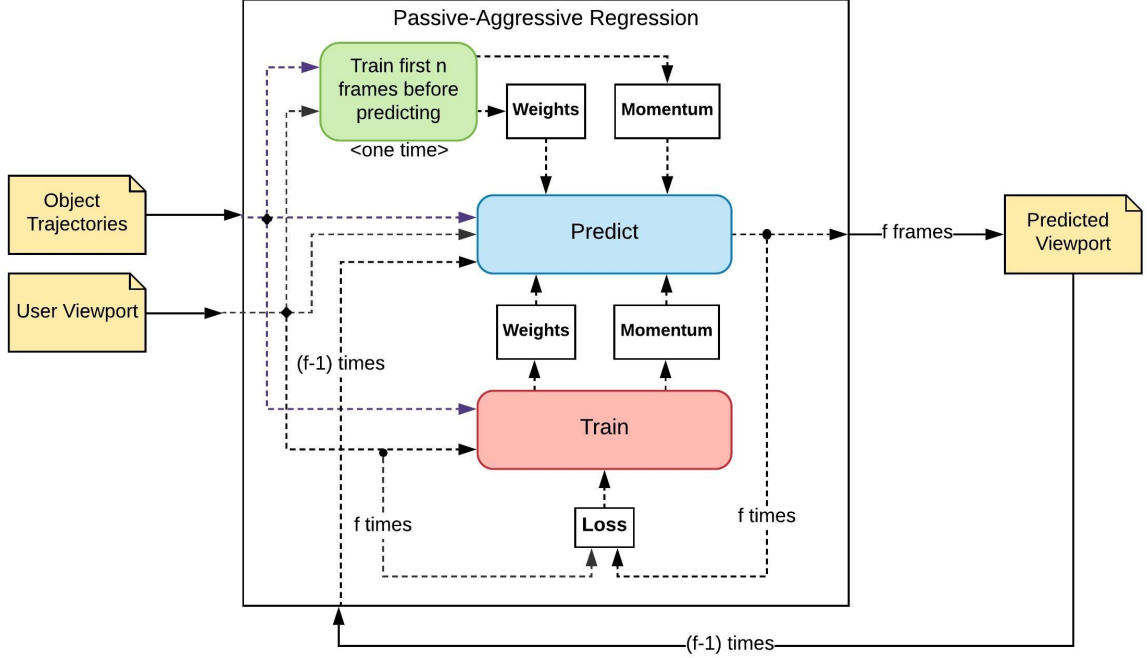 Passive-Aggressive Regression
Train first n
frames before
predicting
<one time>
Weights
Momentum
Object
Trajectories
Predict
f frames
Predicted
Viewport
User Viewport
Weights
Momentum
(f-1) times
Train
f times
Loss
f times
(f-1) times